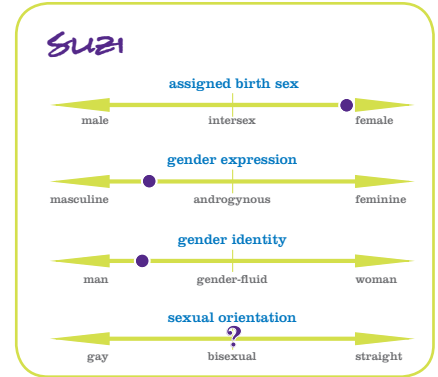 Suzi
assigned birth sex
male intersex female
gender expression
masculine androgynous feminine
gender identity
man gender-fluid woman
sexual orientation
?
gay bisexual straight